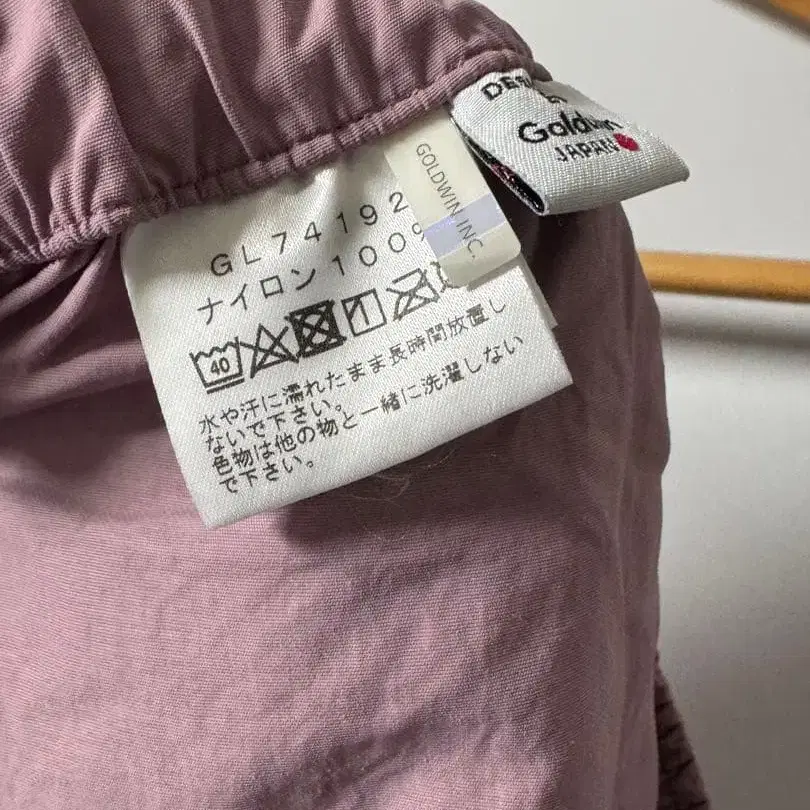 Goldwin
JAPAN
GOLDWIN INC.
GL74192
ナイロン100%
40
水や汗に濡れたまま長時間放置し
ないで下さい。
色物は他の物と一緒に洗濯しない
で下さい。